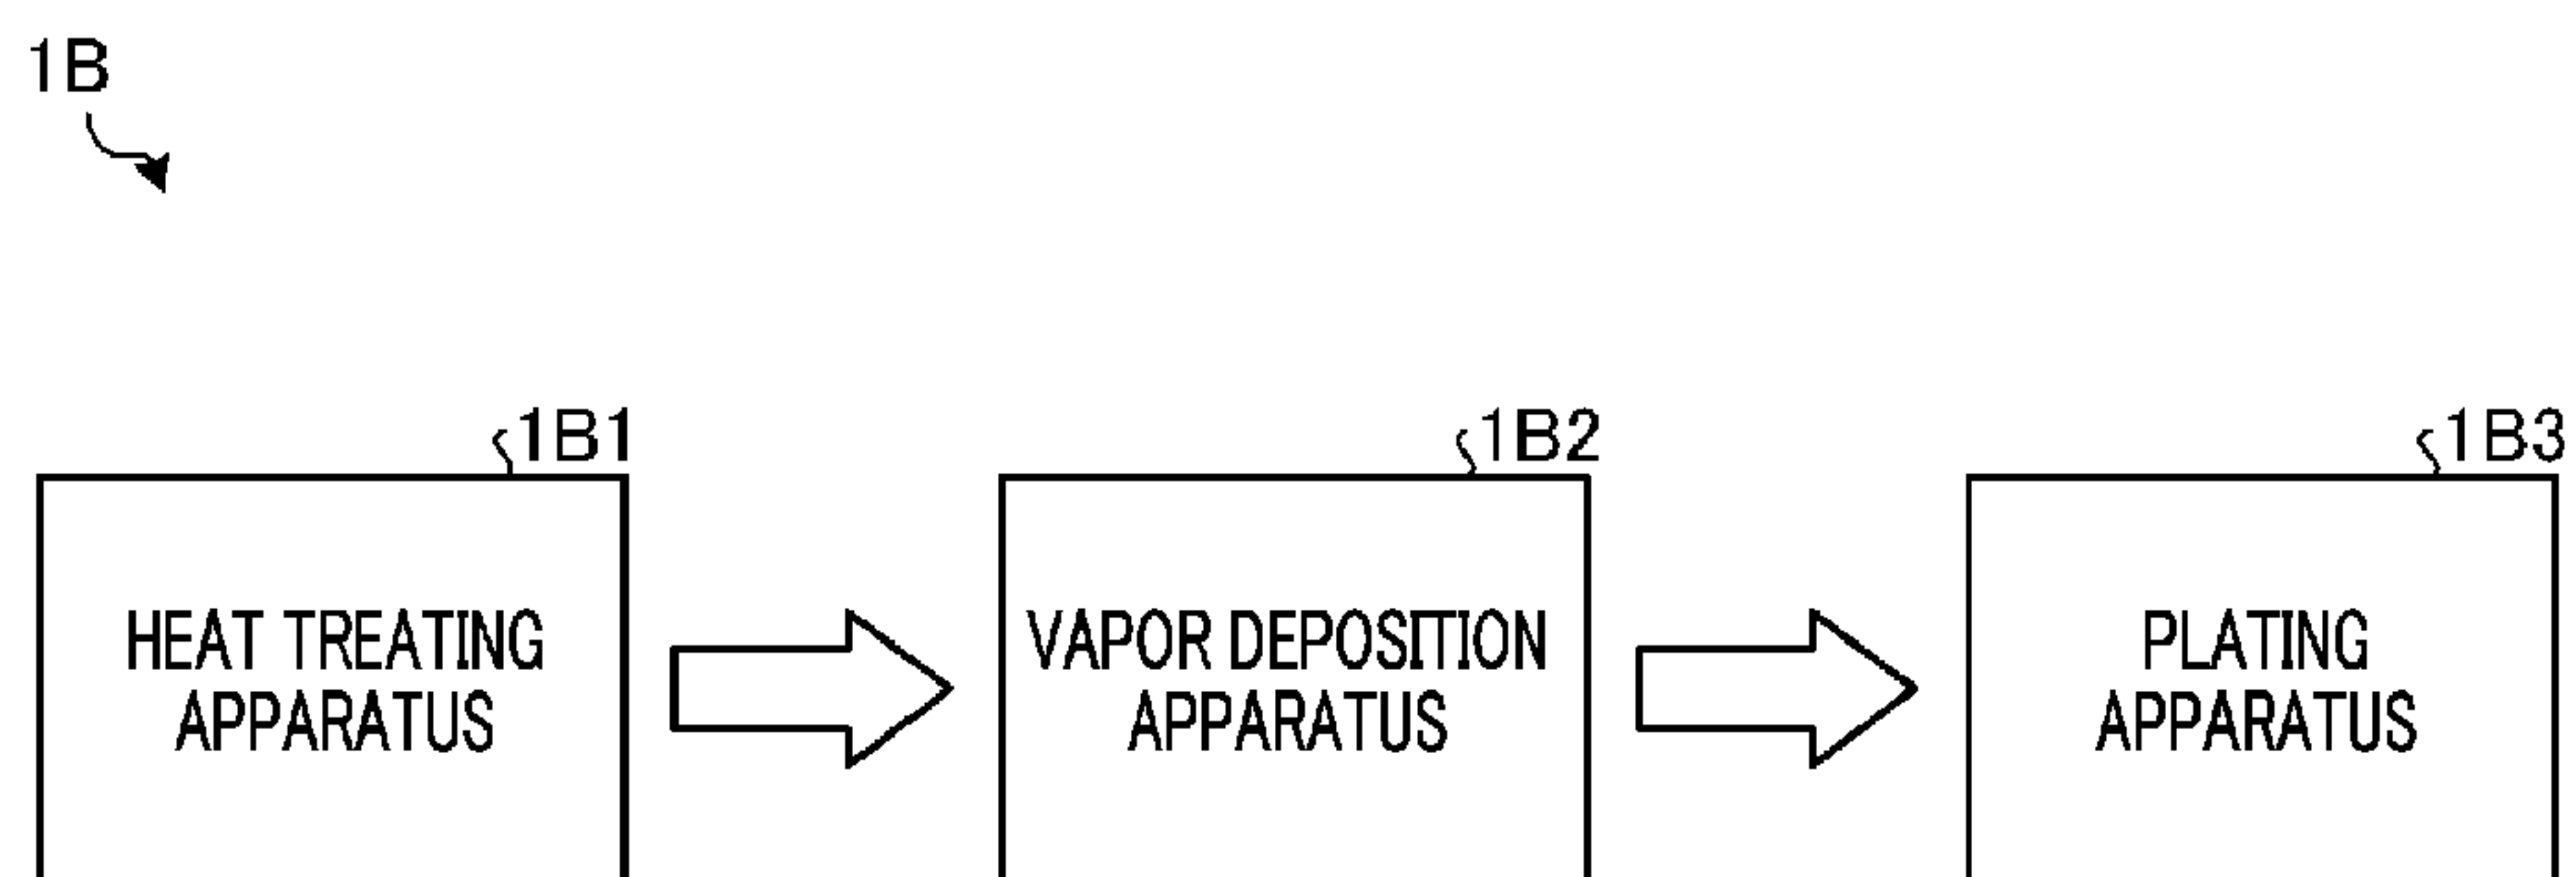 1B
1B1
1B2
1B3
HEAT TREATING
APPARATUS
VAPOR DEPOSITION
APPARATUS
PLATING
APPARATUS